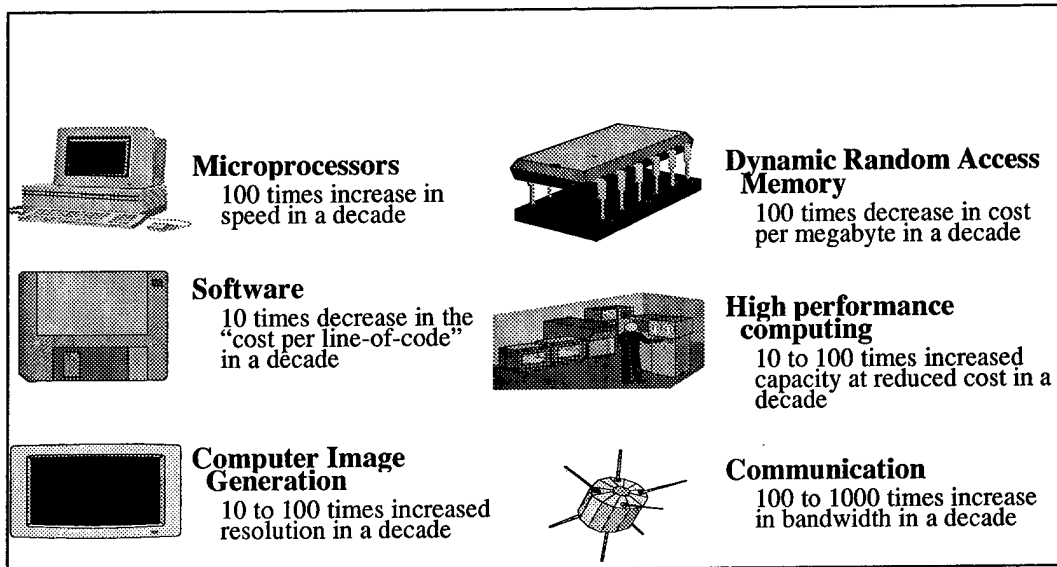 Microprocessors
100 times increase in
speed in a decade
Software
10 times decrease in the
“cost per line-of-code”
in a decade
Computer Image
Generation
10 to 100 times increased
resolution in a decade
Dynamic Random Access
Memory
100 times decrease in cost
per megabyte in a decade
High performance
computing
10 to 100 times increased
capacity at reduced cost in a
decade
Communication
100 to 1000 times increase
in bandwidth in a decade